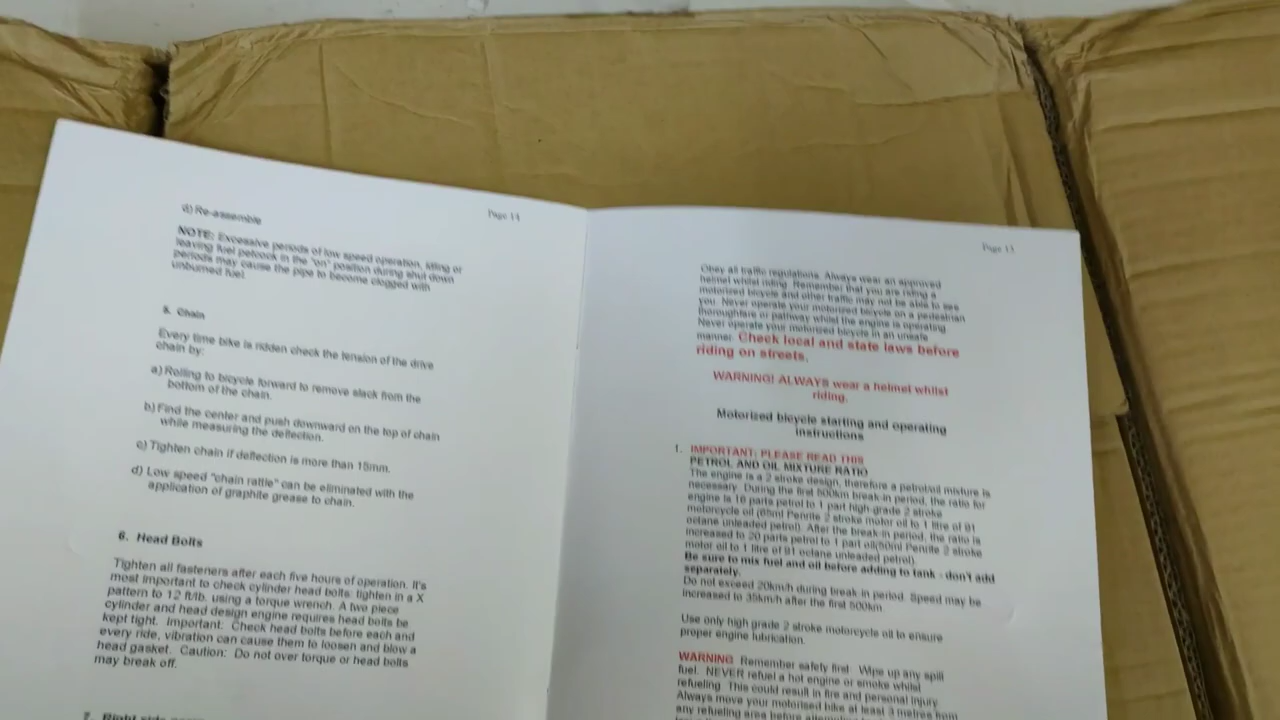 Page 14
d) Re-assemble
NOTE: Excessive periods of low speed operation, idling or
leaving fuel petcock in the "on" position during shut down
periods may cause the pipe to become clogged with
unburned fuel.
5. Chain
Every time bike is ridden check the tension of the drive
chain by:
a) Rolling to bicycle forward to remove slack from the
bottom of the chain.
b) Find the center and push downward on the top of chain
while measuring the deflection.
c) Tighten chain if deflection is more than 15mm.
d) Low speed "chain rattle" can be eliminated with the
application of graphite grease to chain.
6. Head Bolts
Tighten all fasteners after each five hours of operation. It's
most important to check cylinder head bolts: tighten in a X
pattern to 12 ft/lb. using a torque wrench. A two piece
cylinder and head design engine requires head bolts be
kept tight. Important: Check head bolts before each and
every ride, vibration can cause them to loosen and blow a
head gasket. Caution: Do not over torque or head bolts
may break off.
7. Right side
Page
Obey all traffic regulations. Always wear an approved
helmet whilst riding. Remember that you are riding a
motorized bicycle and other traffic may not be able to see
you. Never operate your motorized bicycle on a pedestrian
thoroughfare or pathway whilst the engine is operating.
Never operate your motorized bicycle in an unsafe
manner. Check local and state laws before
riding on streets.
WARNING! ALWAYS wear a helmet whilst
riding.
Motorized bicycle starting and operating
instructions
1. IMPORTANT: PLEASE READ THIS
PETROL AND OIL MIXTURE RATIO
The engine is a 2 stroke design, therefore a petrol/oil mixture is
necessary. During the first 500km break-in period, the ratio for
engine is 16 parts petrol to 1 part high-grade 2 stroke
motorcycle oil (65ml Penrite 2 stroke motor oil to 1 litre of 91
octane unleaded petrol). After the break-in period, the ratio is
increased to 20 parts petrol to 1 part oil(50ml Penrite 2 stroke
motor oil to 1 litre of 91 octane unleaded petrol).
Be sure to mix fuel and oil before adding to tank - don't add
separately.
Do not exceed 20km/h during break in period. Speed may be
increased to 35km/h after the first 500km.
Use only high grade 2 stroke motorcycle oil to ensure
proper engine lubrication.
WARNING Remember safety first. Wipe up any spill
fuel. NEVER refuel a hot engine or smoke whilst
refueling. This could result in fire and personal injury.
Always move your motorised bike at least 3 metres from
any refueling area before